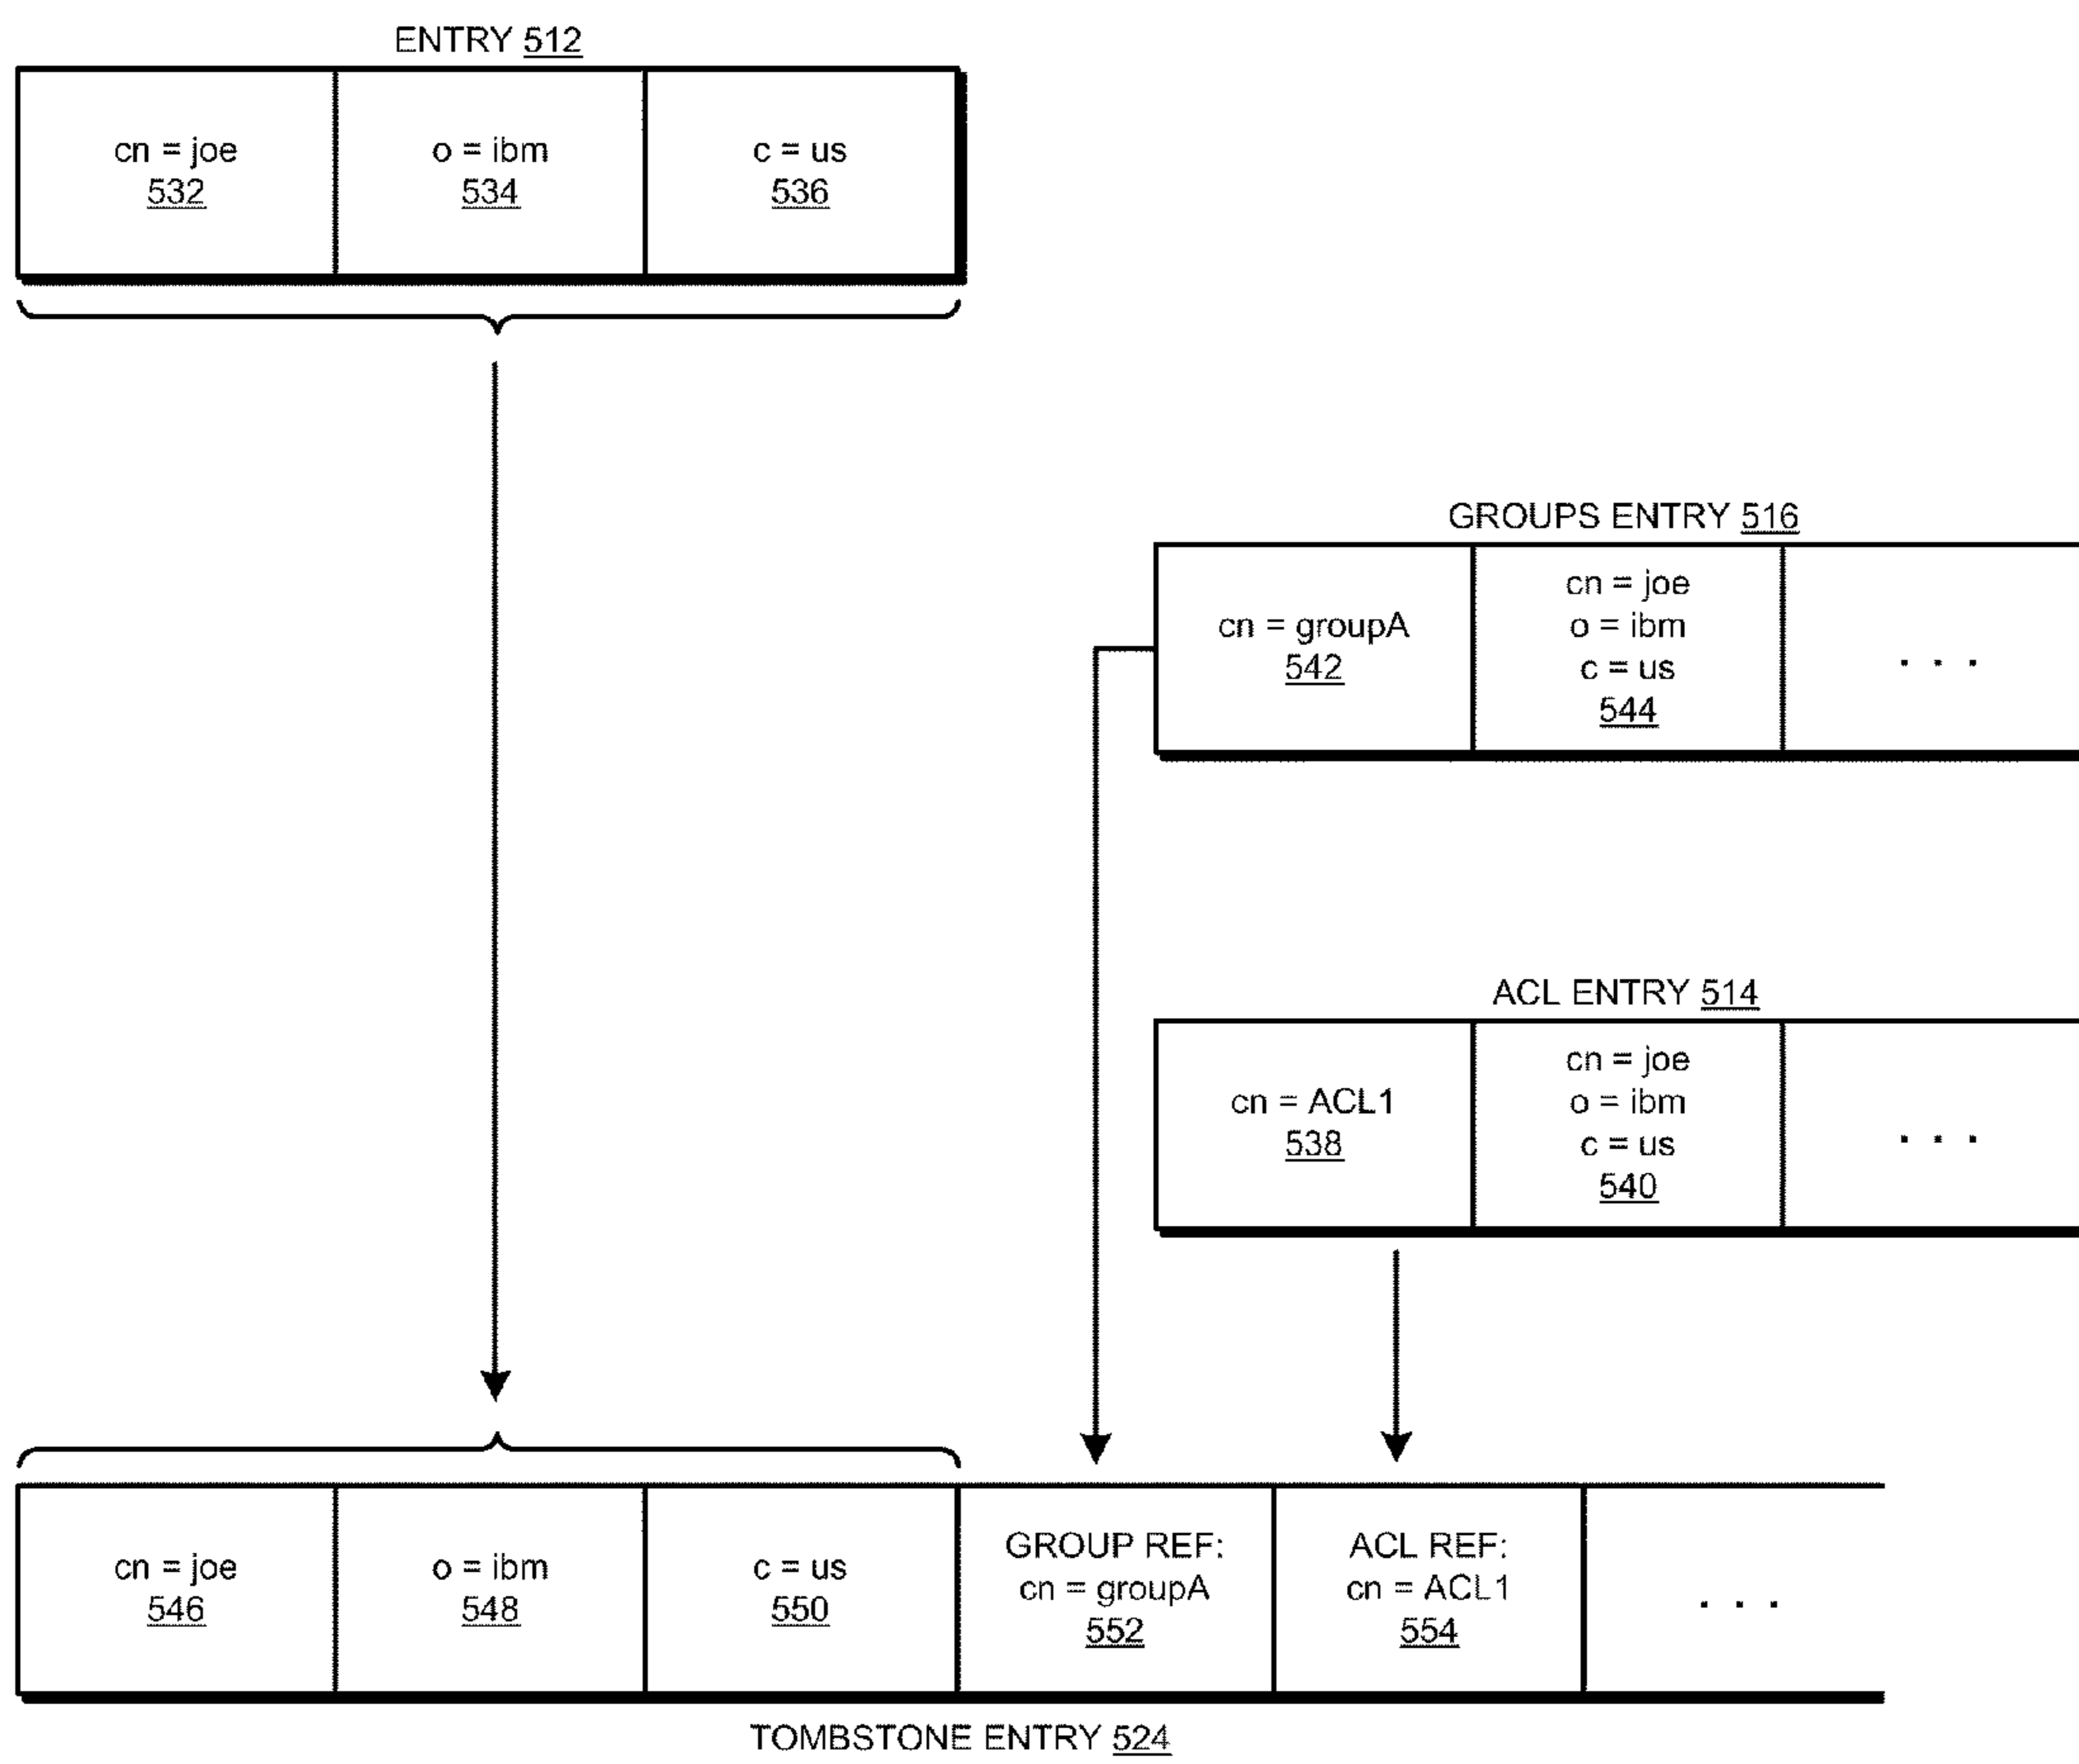 ENTRY 512
cn = joe
532
o = ibm
534
c = us
536
GROUPS ENTRY 516
cn = groupA
542
cn = joe
o = ibm
c = us
544
. . .
ACL ENTRY 514
cn = ACL1
538
cn = joe
o = ibm
c = us
540
. . .
cn = joe
546
o = ibm
548
c = us
550
GROUP REF:
cn = groupA
552
ACL REF:
cn = ACL1
554
. . .
TOMBSTONE ENTRY 524